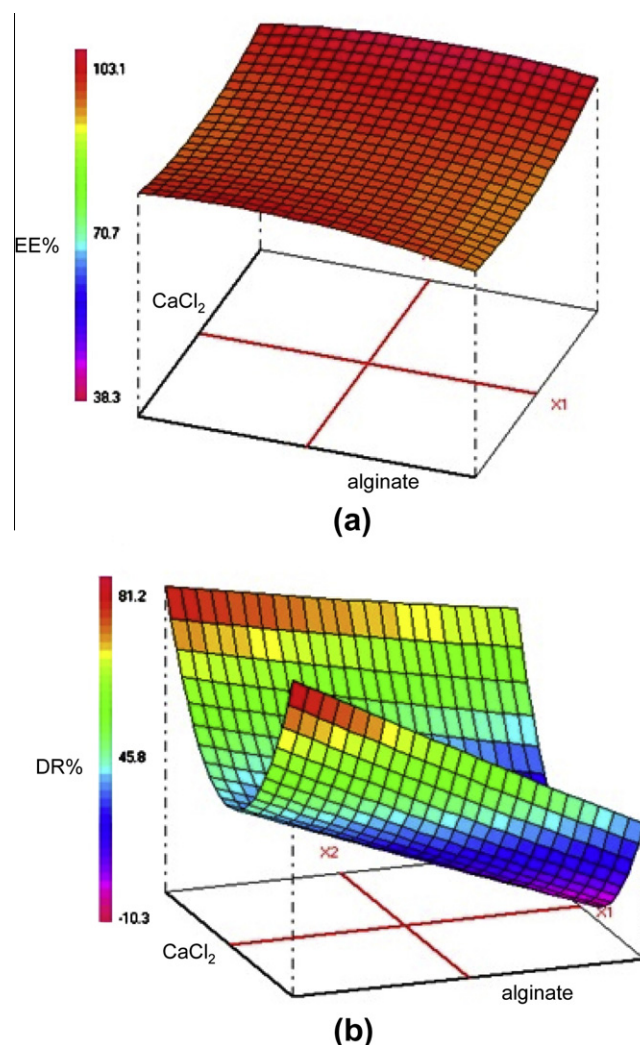 103.1
EE%
70.7
CaCl₂
38.3
X1
alginate
(a)
81.2
DR%
45.8
X2
-10.3
X1
CaCl₂
alginate
(b)